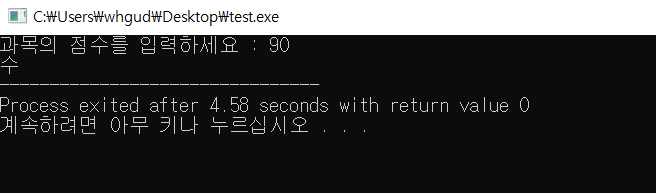 C:₩Users₩whgud₩Desktop₩test.exe
과목의 점수를 입력하세요 : 90
수
--------------------------------
Process exited after 4.58 seconds with return value 0
계속하려면 아무 키나 누르십시오 . . .